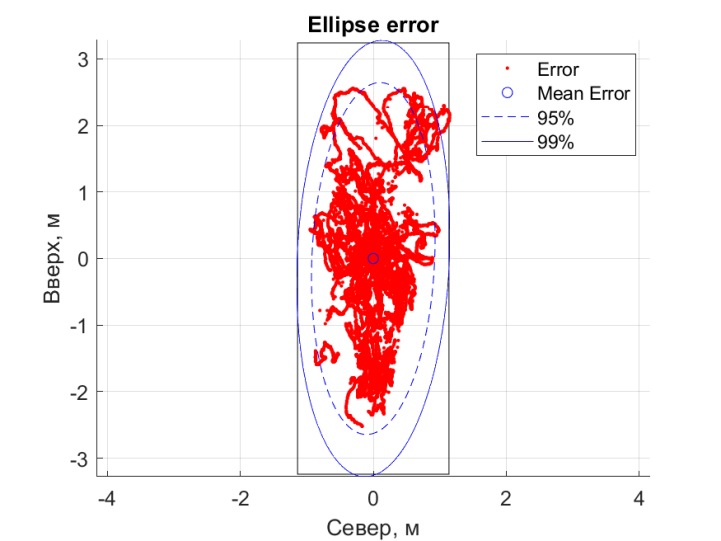 Ellipse error
Error
Mean Error
95%
99%
3
2
1
0
-1
-2
-3
Вверх, м
-4
-2
0
2
4
Север, м